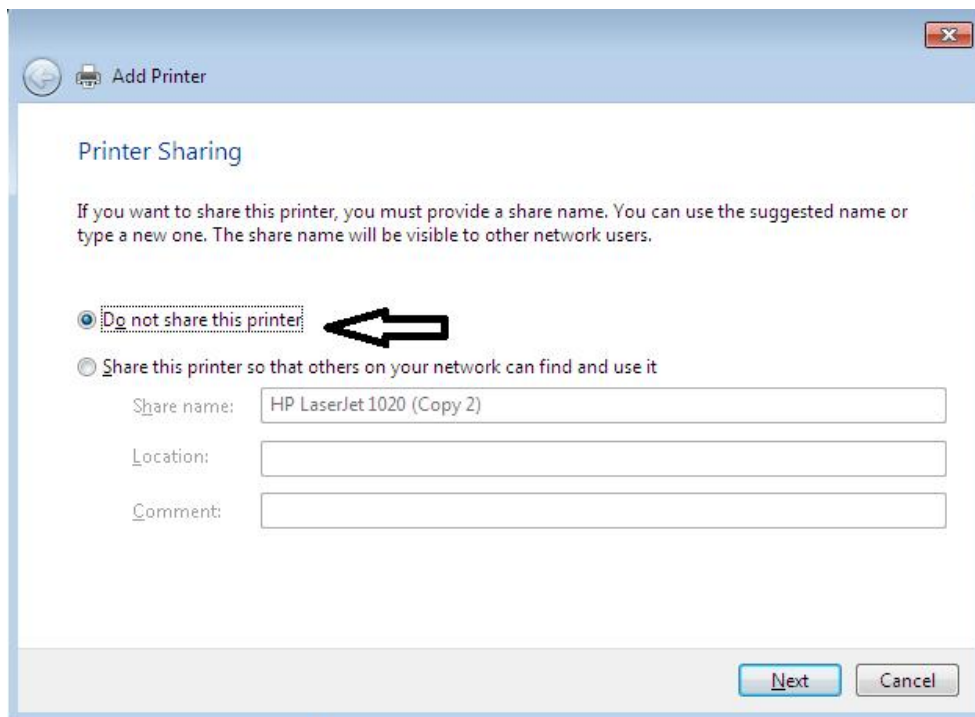 Add Printer
Printer Sharing
If you want to share this printer, you must provide a share name. You can use the suggested name or
type a new one. The share name will be visible to other network users.
Do not share this printer
Share this printer so that others on your network can find and use it
Share name: HP LaserJet 1020 (Copy 2)
Location:
Comment:
Next Cancel